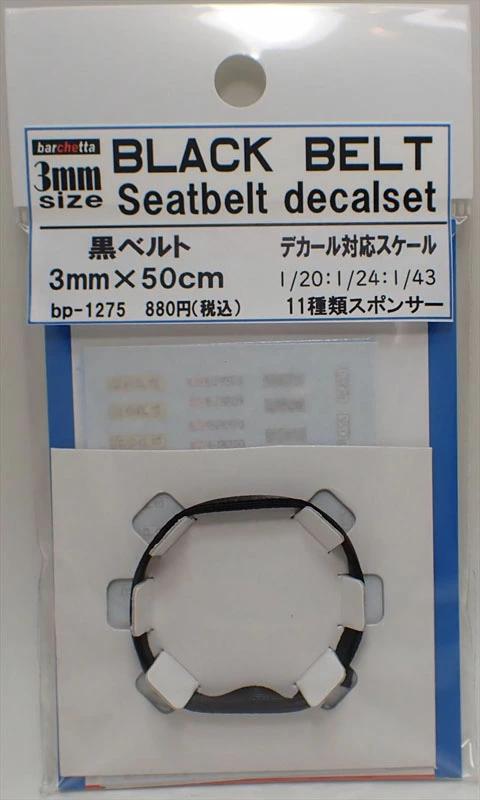 barchetta
3mm
size
BLACK BELT
Seatbelt decalset
黒ベルト
3mm×50cm
bp-1275 880円(税込)
デカール対応スケール
1/20:1/24:1/43
11種類スポンサー